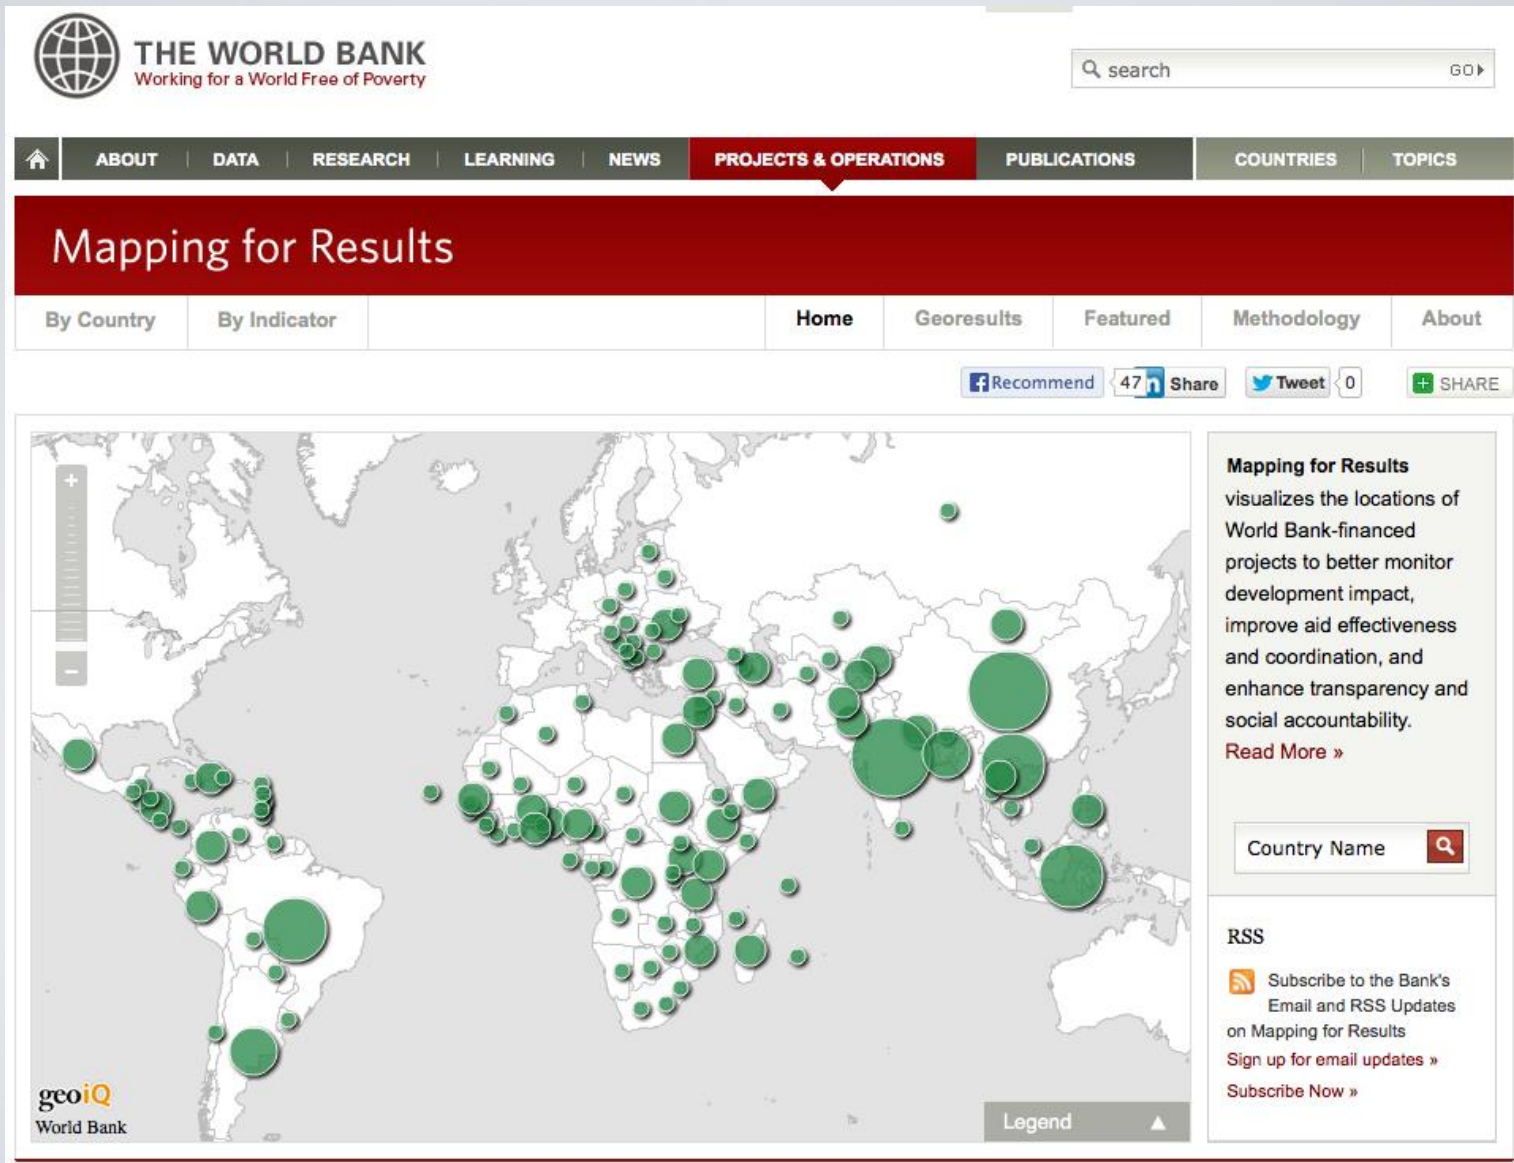 THE WORLD BANK
Working for a World Free of Poverty
search GO
ABOUT DATA RESEARCH LEARNING NEWS PROJECTS & OPERATIONS PUBLICATIONS COUNTRIES TOPICS
Mapping for Results
By Country By Indicator Home Georesults Featured Methodology About
Recommend 47 in Share Tweet 0 SHARE
Mapping for Results
visualizes the locations of
World Bank-financed
projects to better monitor
development impact,
improve aid effectiveness
and coordination, and
enhance transparency and
social accountability.
Read More »
Country Name
RSS
Subscribe to the Bank's
Email and RSS Updates
on Mapping for Results
Sign up for email updates »
Subscribe Now »
geoiQ
World Bank
Legend